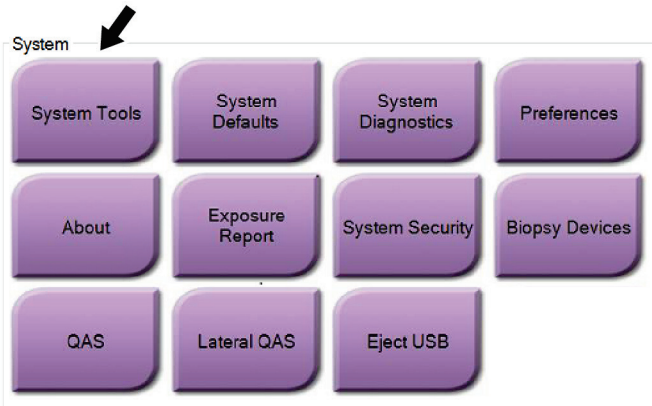 System
System Tools
System
Defaults
System
Diagnostics
Preferences
About
Exposure
Report
System Security
Biopsy Devices
QAS
Lateral QAS
Eject USB